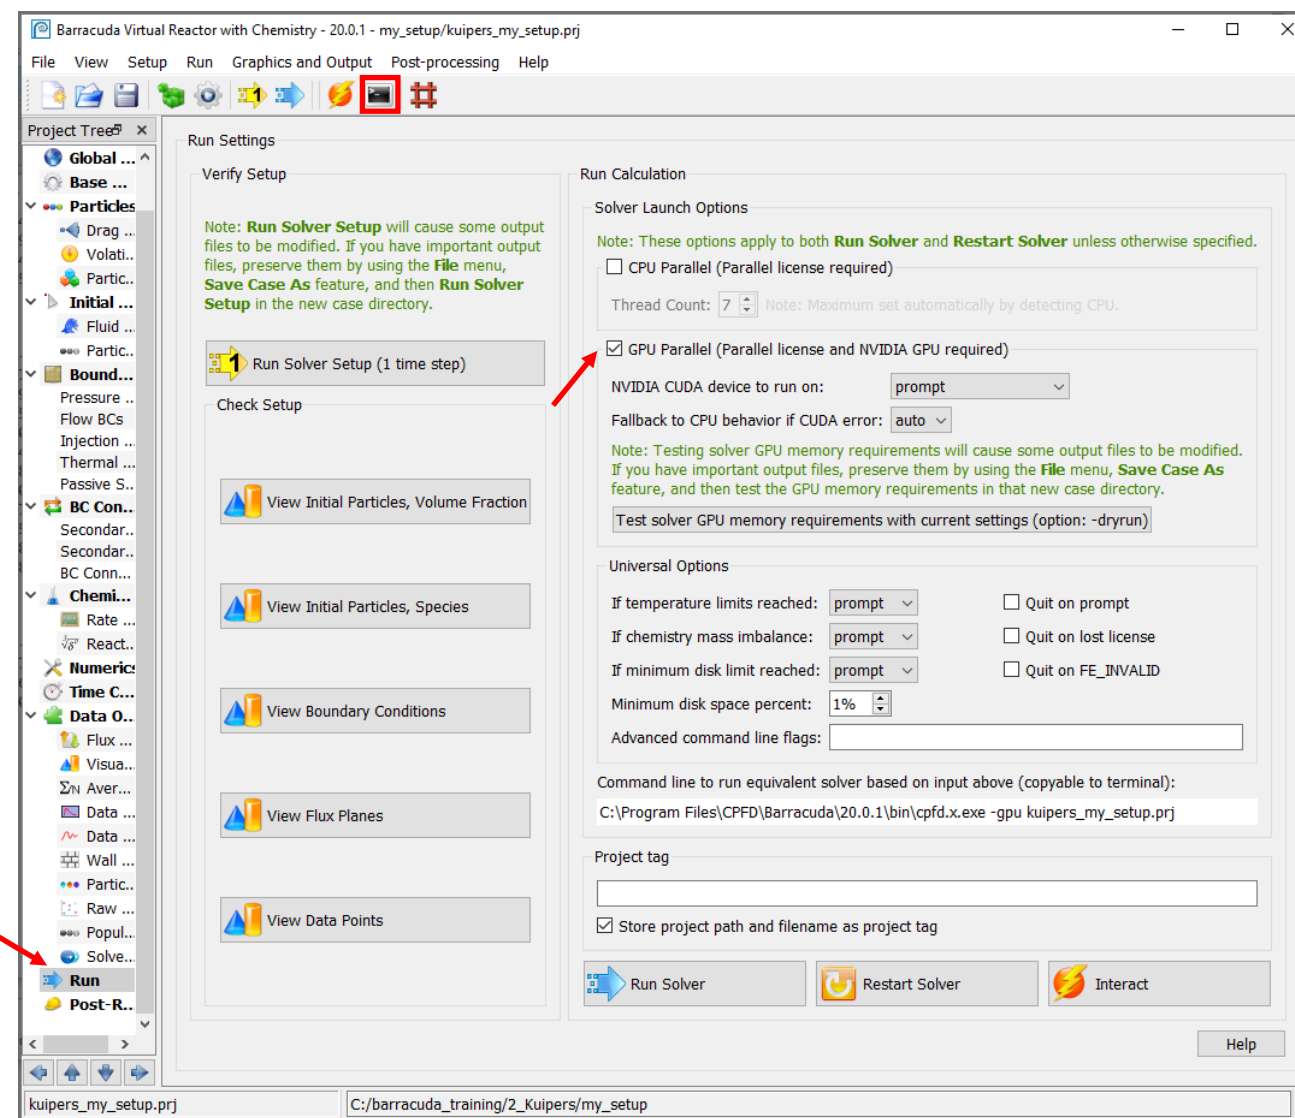 Barracuda Virtual Reactor with Chemistry - 20.0.1 - my_setup/kuipers_my_setup.prj
File View Setup Run Graphics and Output Post-processing Help
1
Project Tree
Global ...
Base ...
Particles
Drag ...
Volati...
Partic...
Initial ...
Fluid ...
Partic...
Bound...
Pressure ...
Flow BCs
Injection ...
Thermal ...
Passive S...
BC Con...
Secondar...
Secondar...
BC Conn...
Chemi...
Rate ...
React...
Numerics
Time C...
Data O...
Flux ...
Visua...
Σ/N Aver...
Data ...
Data ...
Wall ...
Partic...
Raw ...
Popul...
Solve...
Run
Post-R...
Run Settings
Verify Setup
Note: Run Solver Setup will cause some output
files to be modified. If you have important output
files, preserve them by using the File menu,
Save Case As feature, and then Run Solver
Setup in the new case directory.
1 Run Solver Setup (1 time step)
Check Setup
View Initial Particles, Volume Fraction
View Initial Particles, Species
View Boundary Conditions
View Flux Planes
View Data Points
Run Calculation
Solver Launch Options
Note: These options apply to both Run Solver and Restart Solver unless otherwise specified.
CPU Parallel (Parallel license required)
Thread Count: 7 Note: Maximum set automatically by detecting CPU.
GPU Parallel (Parallel license and NVIDIA GPU required)
NVIDIA CUDA device to run on: prompt
Fallback to CPU behavior if CUDA error: auto
Note: Testing solver GPU memory requirements will cause some output files to be modified.
If you have important output files, preserve them by using the File menu, Save Case As
feature, and then test the GPU memory requirements in that new case directory.
Test solver GPU memory requirements with current settings (option: -dryrun)
Universal Options
If temperature limits reached: prompt Quit on prompt
If chemistry mass imbalance: prompt Quit on lost license
If minimum disk limit reached: prompt Quit on FE_INVALID
Minimum disk space percent: 1%
Advanced command line flags:
Command line to run equivalent solver based on input above (copyable to terminal):
C:\Program Files\CPFD\Barracuda\20.0.1\bin\cpfd.x.exe -gpu kuipers_my_setup.prj
Project tag
Store project path and filename as project tag
Run Solver Restart Solver Interact
Help
kuipers_my_setup.prj C:/barracuda_training/2_Kuipers/my_setup